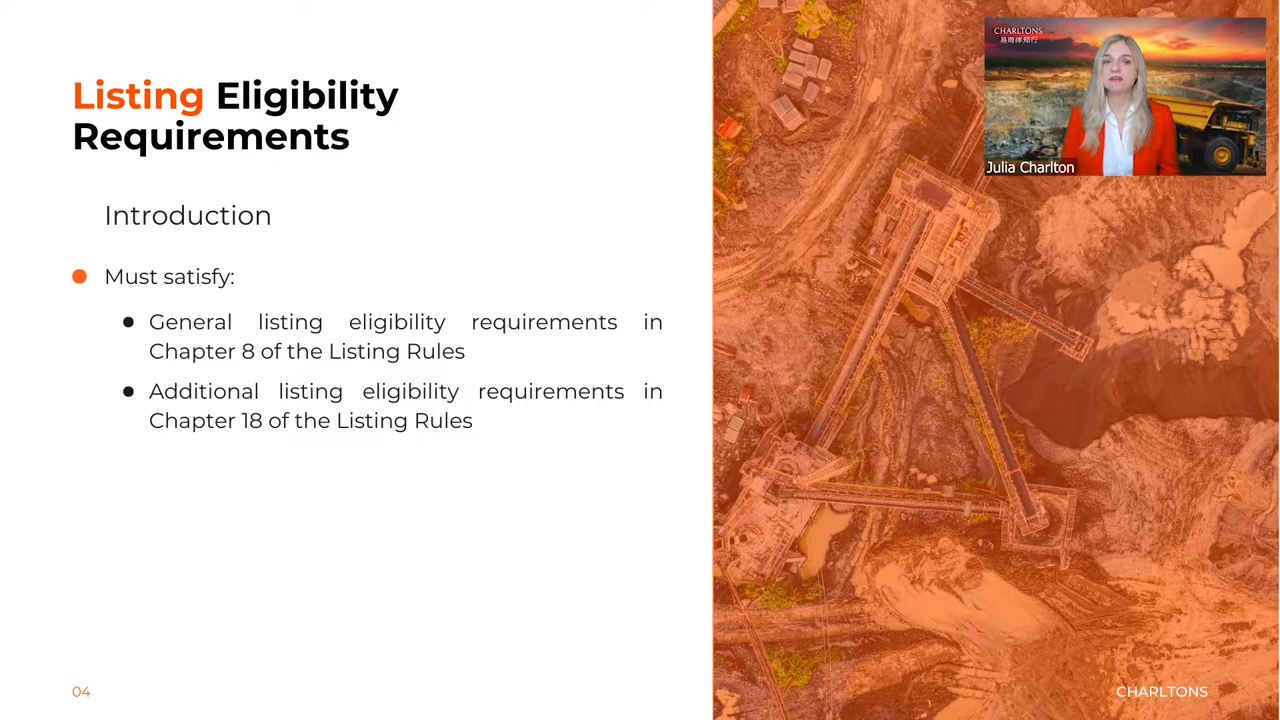 Listing Eligibility
Requirements
Introduction
Must satisfy:
General listing eligibility requirements in
Chapter 8 of the Listing Rules
Additional listing eligibility requirements in
Chapter 18 of the Listing Rules
04
CHARLTONS
Julia Charlton
CHARLTONS